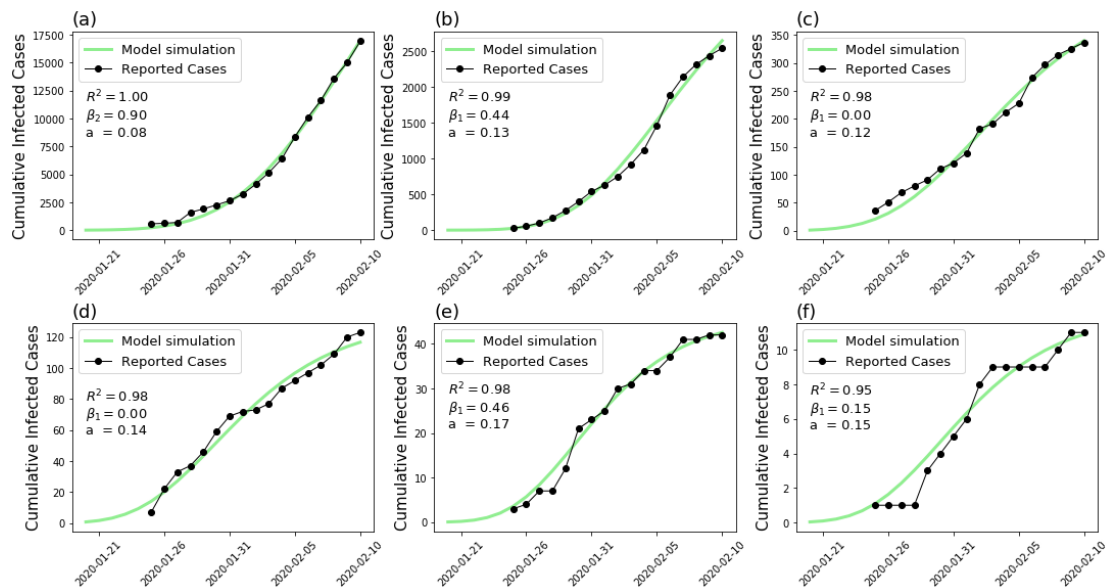 (a)
Cumulative Infected Cases
17500
15000
12500
10000
7500
5000
2500
0
Model simulation
Reported Cases
R² = 1.00
β₂ = 0.90
a = 0.08
2020-01-21
2020-01-26
2020-01-31
2020-02-05
2020-02-10
(b)
Cumulative Infected Cases
2500
2000
1500
1000
500
0
Model simulation
Reported Cases
R² = 0.99
β₁ = 0.44
a = 0.13
2020-01-21
2020-01-26
2020-01-31
2020-02-05
2020-02-10
(c)
Cumulative Infected Cases
350
300
250
200
150
100
50
0
Model simulation
Reported Cases
R² = 0.98
β₁ = 0.00
a = 0.12
2020-01-21
2020-01-26
2020-01-31
2020-02-05
2020-02-10
(d)
Cumulative Infected Cases
120
100
80
60
40
20
0
Model simulation
Reported Cases
R² = 0.98
β₁ = 0.00
a = 0.14
2020-01-21
2020-01-26
2020-01-31
2020-02-05
2020-02-10
(e)
Cumulative Infected Cases
40
30
20
10
0
Model simulation
Reported Cases
R² = 0.98
β₁ = 0.46
a = 0.17
2020-01-21
2020-01-26
2020-01-31
2020-02-05
2020-02-10
(f)
Cumulative Infected Cases
10
8
6
4
2
0
Model simulation
Reported Cases
R² = 0.95
β₁ = 0.15
a = 0.15
2020-01-21
2020-01-26
2020-01-31
2020-02-05
2020-02-10